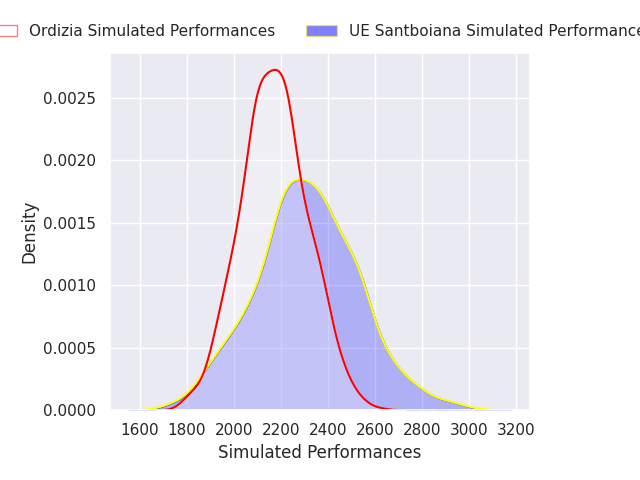 Ordizia Simulated Performances
UE Santboiana Simulated Performance
0.0025
0.0020
0.0015
0.0010
0.0005
0.0000
Density
1600 1800 2000 2200 2400 2600 2800 3000 3200
Simulated Performances